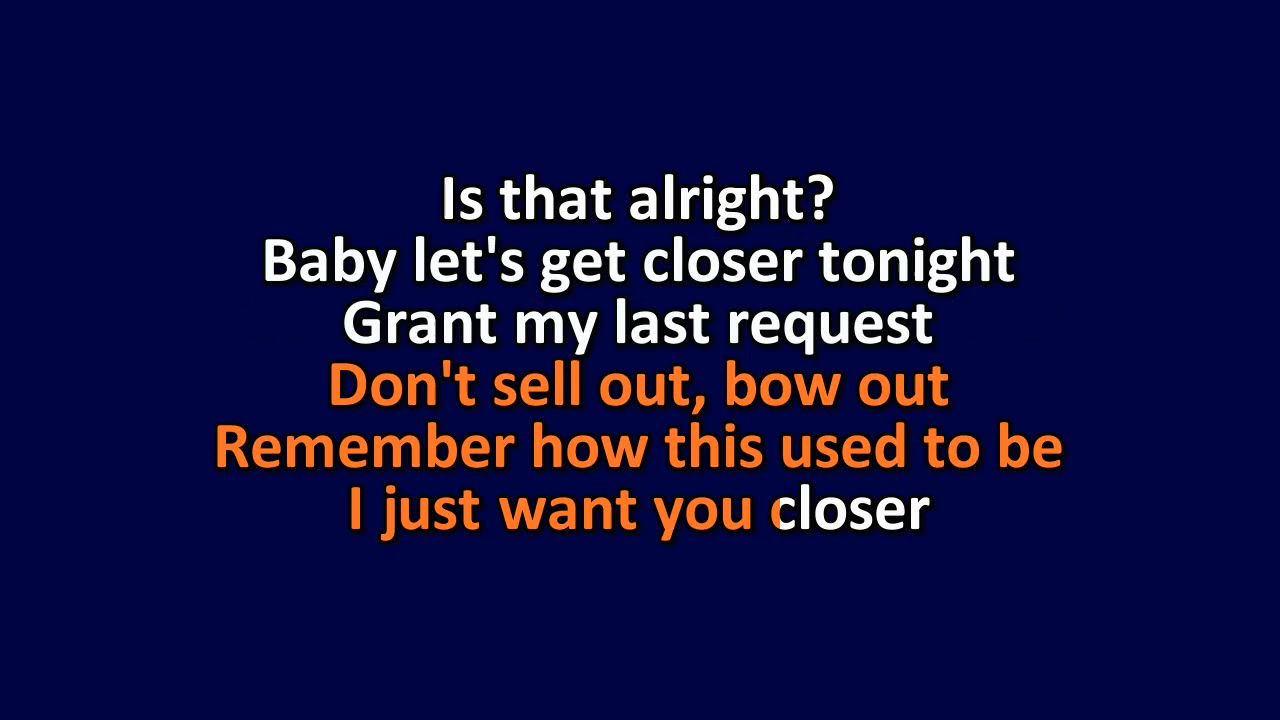 Is that alright?
Baby let's get closer tonight
Grant my last request
Don't sell out, bow out
Remember how this used to be
I just want you closer